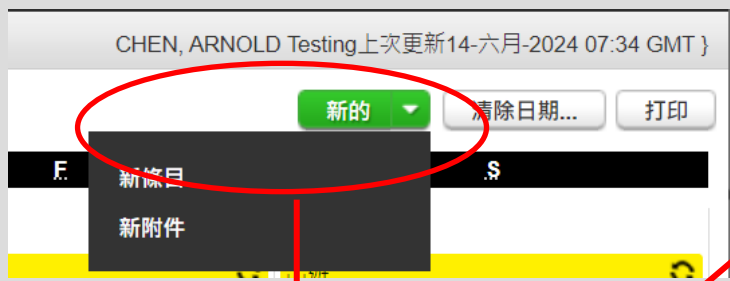 CHEN, ARNOLD Testing上次更新14-六月-2024 07:34 GMT }
新的 清除日期... 打印
F S
新條目
新附件